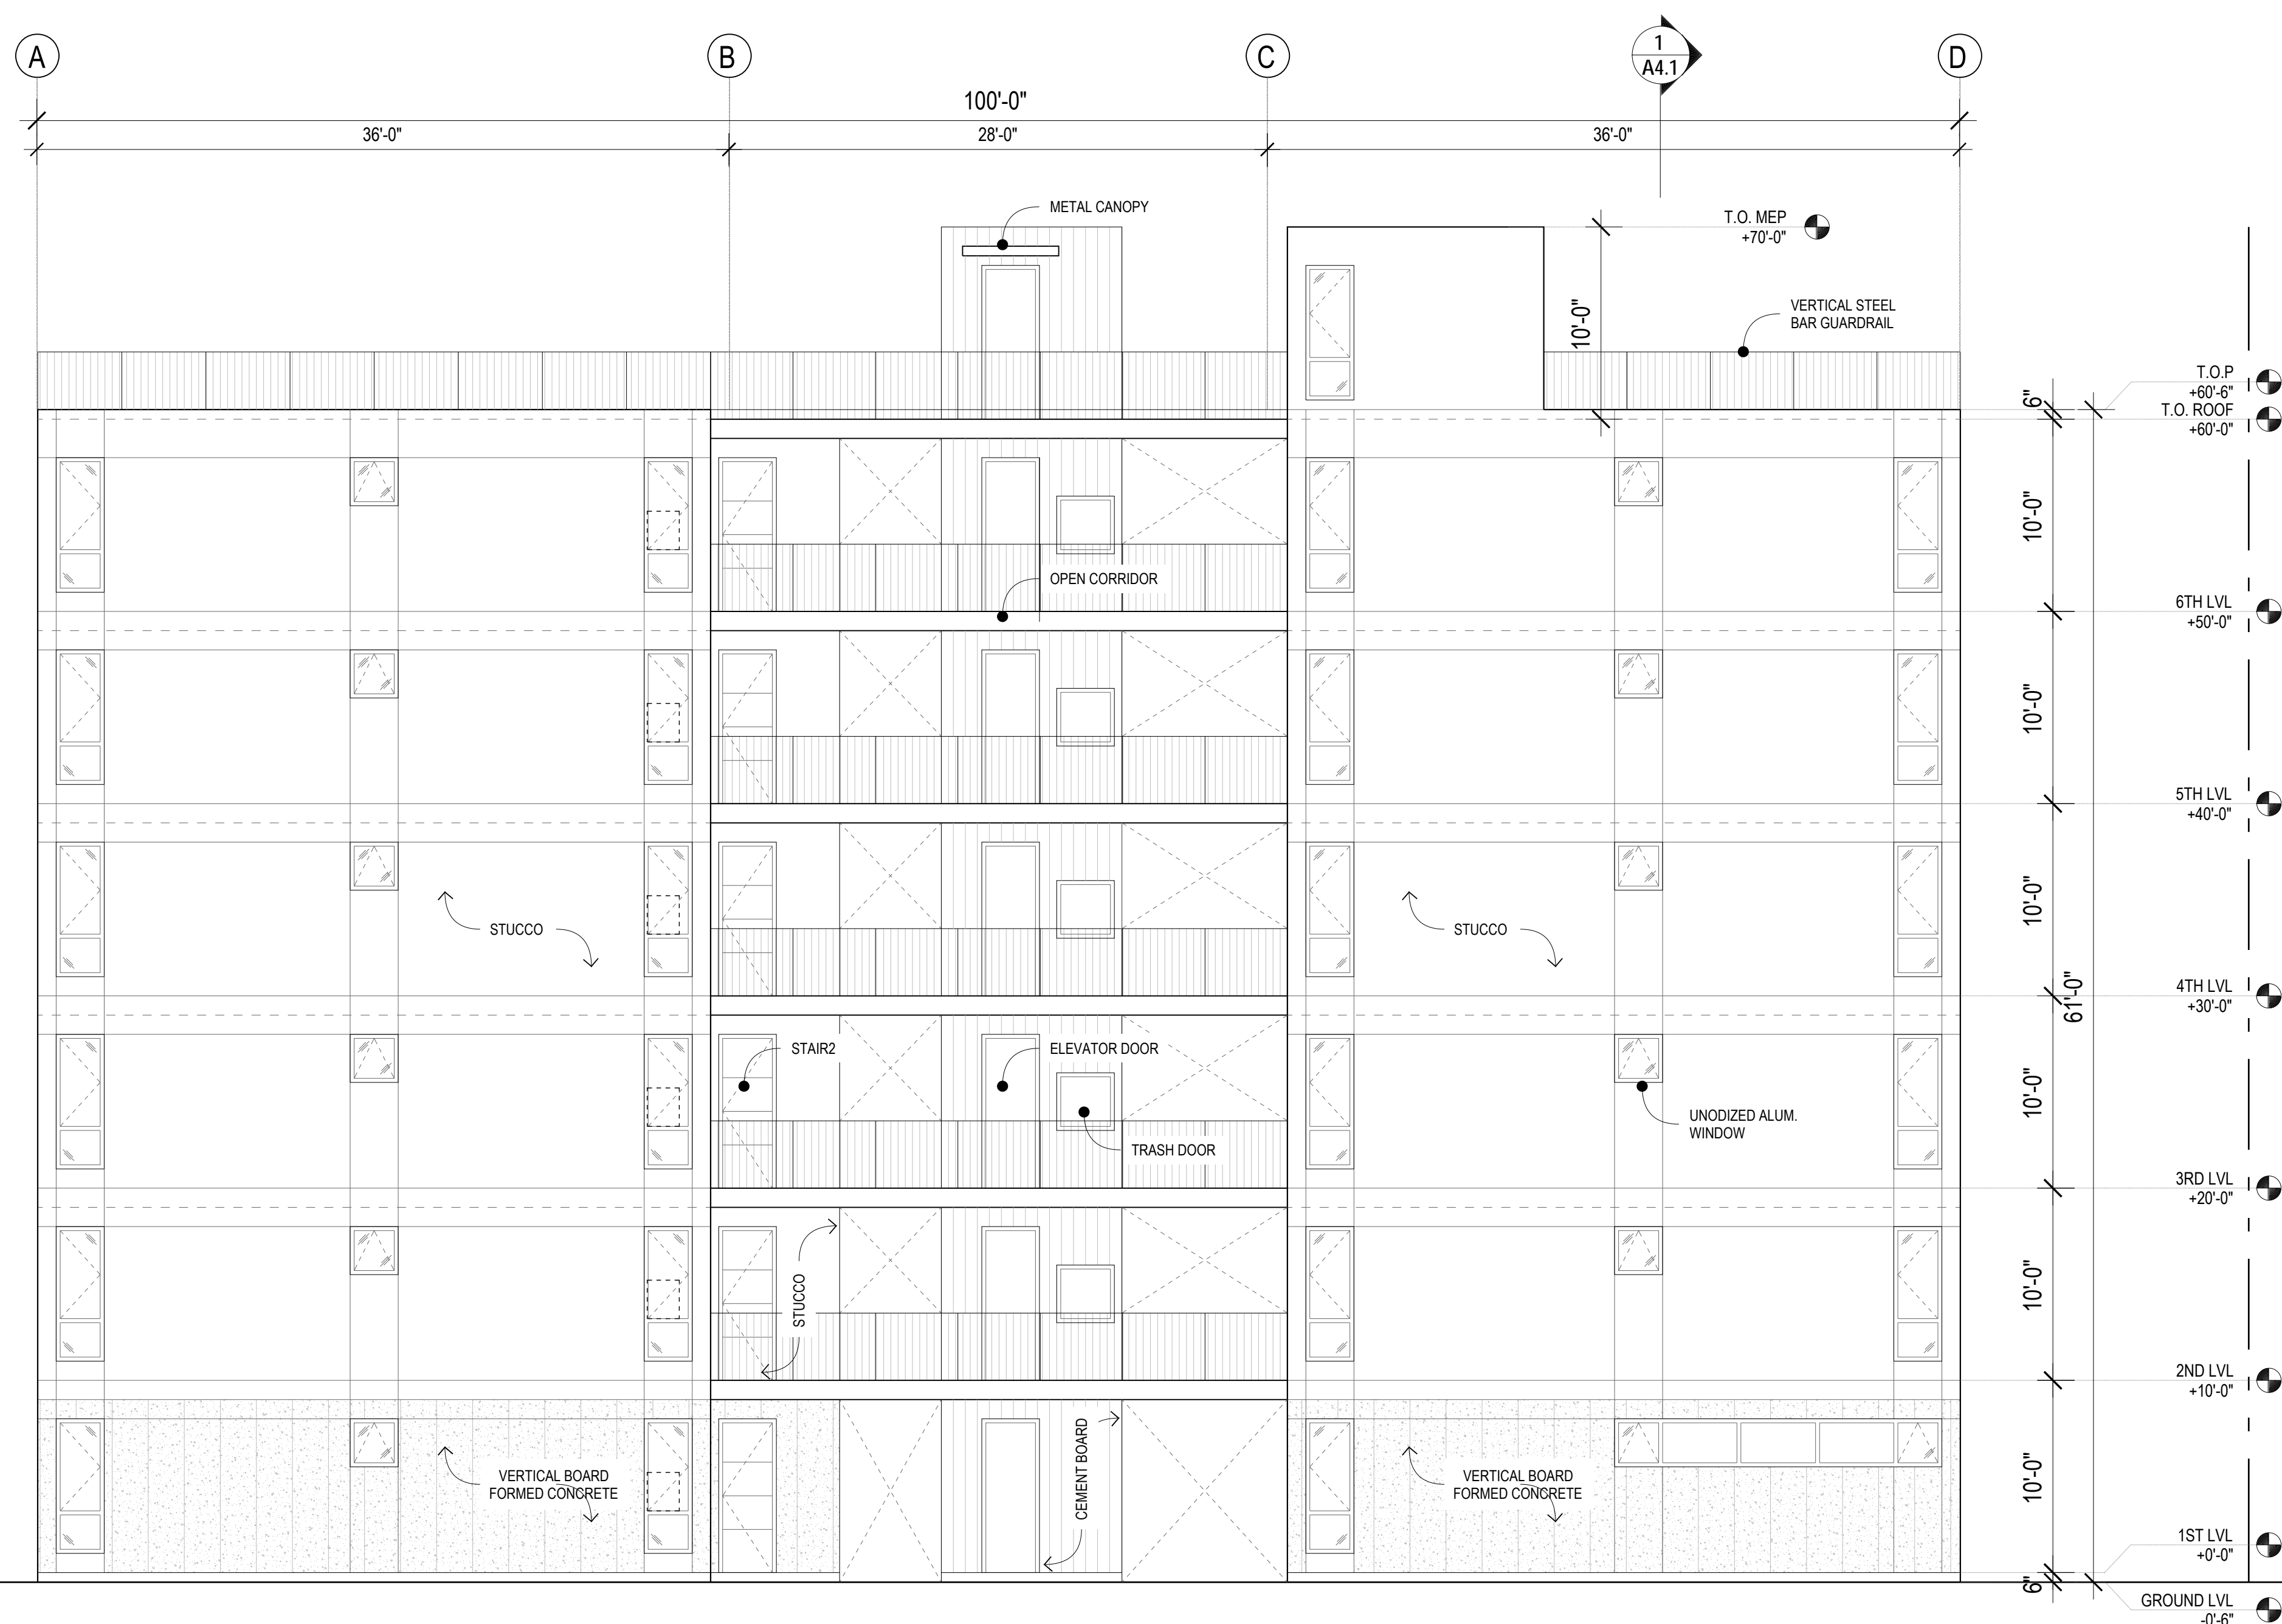 A
B
C
1
A4.1
D
100'-0"
36'-0"
28'-0"
36'-0"
METAL CANOPY
T.O. MEP
+70'-0"
10'-0"
VERTICAL STEEL
BAR GUARDRAIL
T.O.P
+60'-6"
6"
T.O. ROOF
+60'-0"
10'-0"
OPEN CORRIDOR
6TH LVL
+50'-0"
10'-0"
5TH LVL
+40'-0"
10'-0"
STUCCO
STUCCO
4TH LVL
+30'-0"
61'-0"
STAIR2
ELEVATOR DOOR
10'-0"
UNODIZED ALUM.
WINDOW
TRASH DOOR
3RD LVL
+20'-0"
10'-0"
STUCCO
2ND LVL
+10'-0"
CEMENT BOARD
VERTICAL BOARD
FORMED CONCRETE
VERTICAL BOARD
FORMED CONCRETE
10'-0"
1ST LVL
+0'-0"
6"
GROUND LVL
-0'-6"